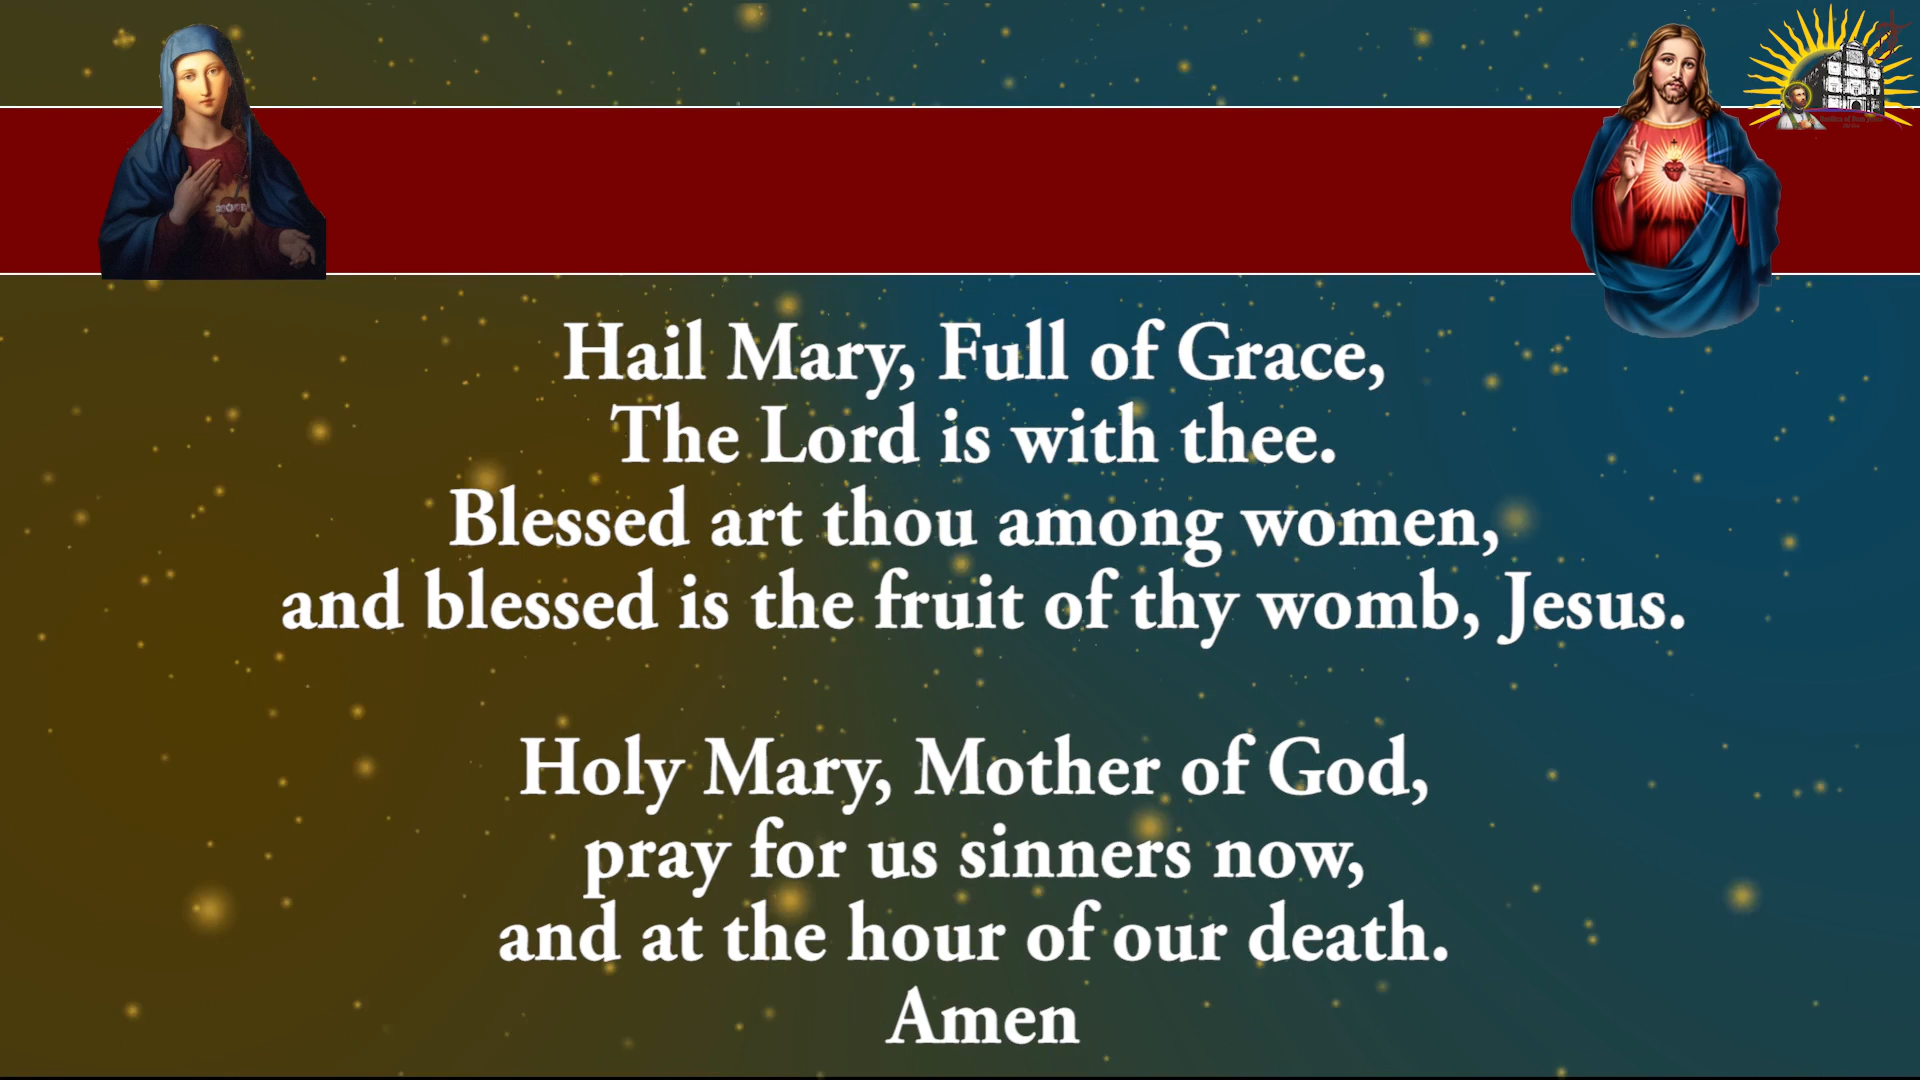 Hail Mary, Full of Grace,
The Lord is with thee.
Blessed art thou among women,
and blessed is the fruit of thy womb, Jesus.
Holy Mary, Mother of God,
pray for us sinners now,
and at the hour of our death.
Amen